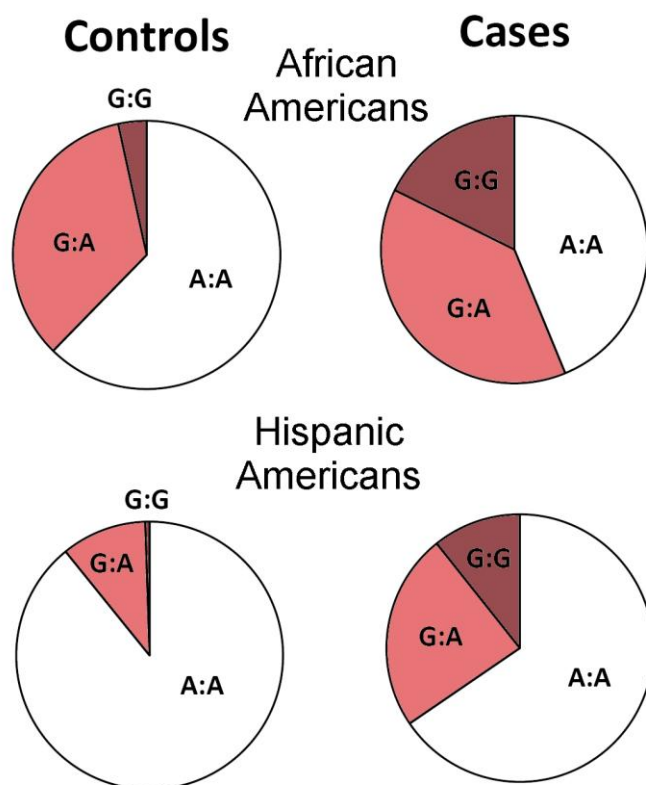 Controls
Cases
African
Americans
G:G
G:A
A:A
G:G
A:A
G:A
Hispanic
Americans
G:G
G:A
A:A
G:G
G:A
A:A